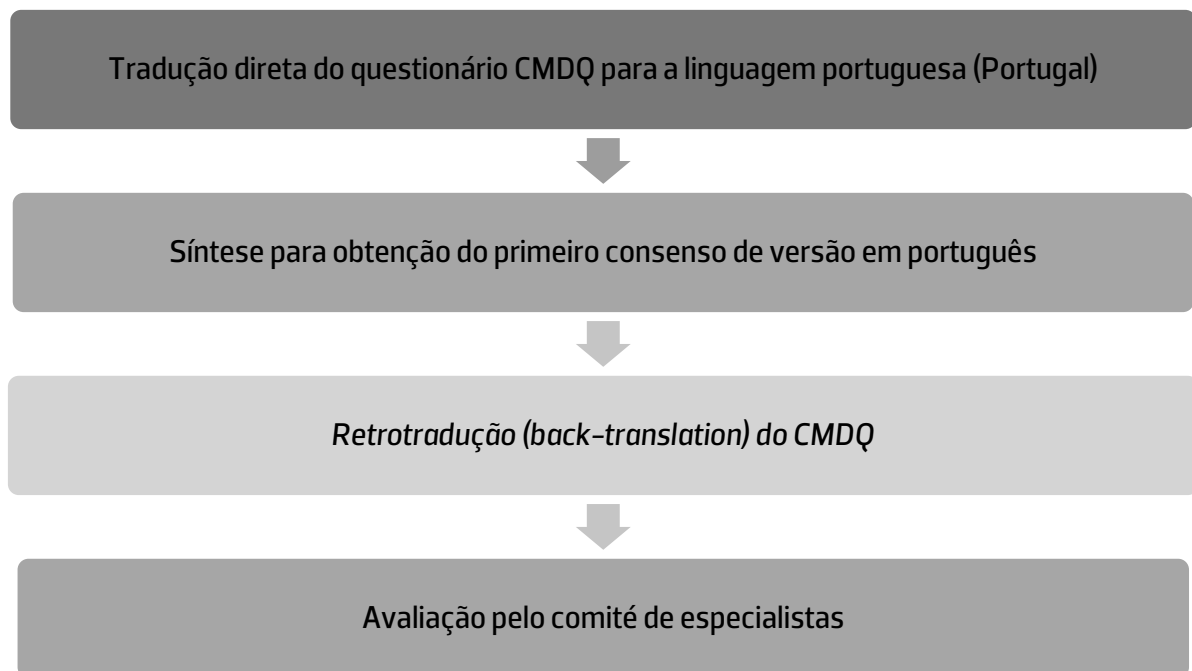 Tradução direta do questionário CMDQ para a linguagem portuguesa (Portugal)
Síntese para obtenção do primeiro consenso de versão em português
Retrotradução (back-translation) do CMDQ
Avaliação pelo comité de especialistas